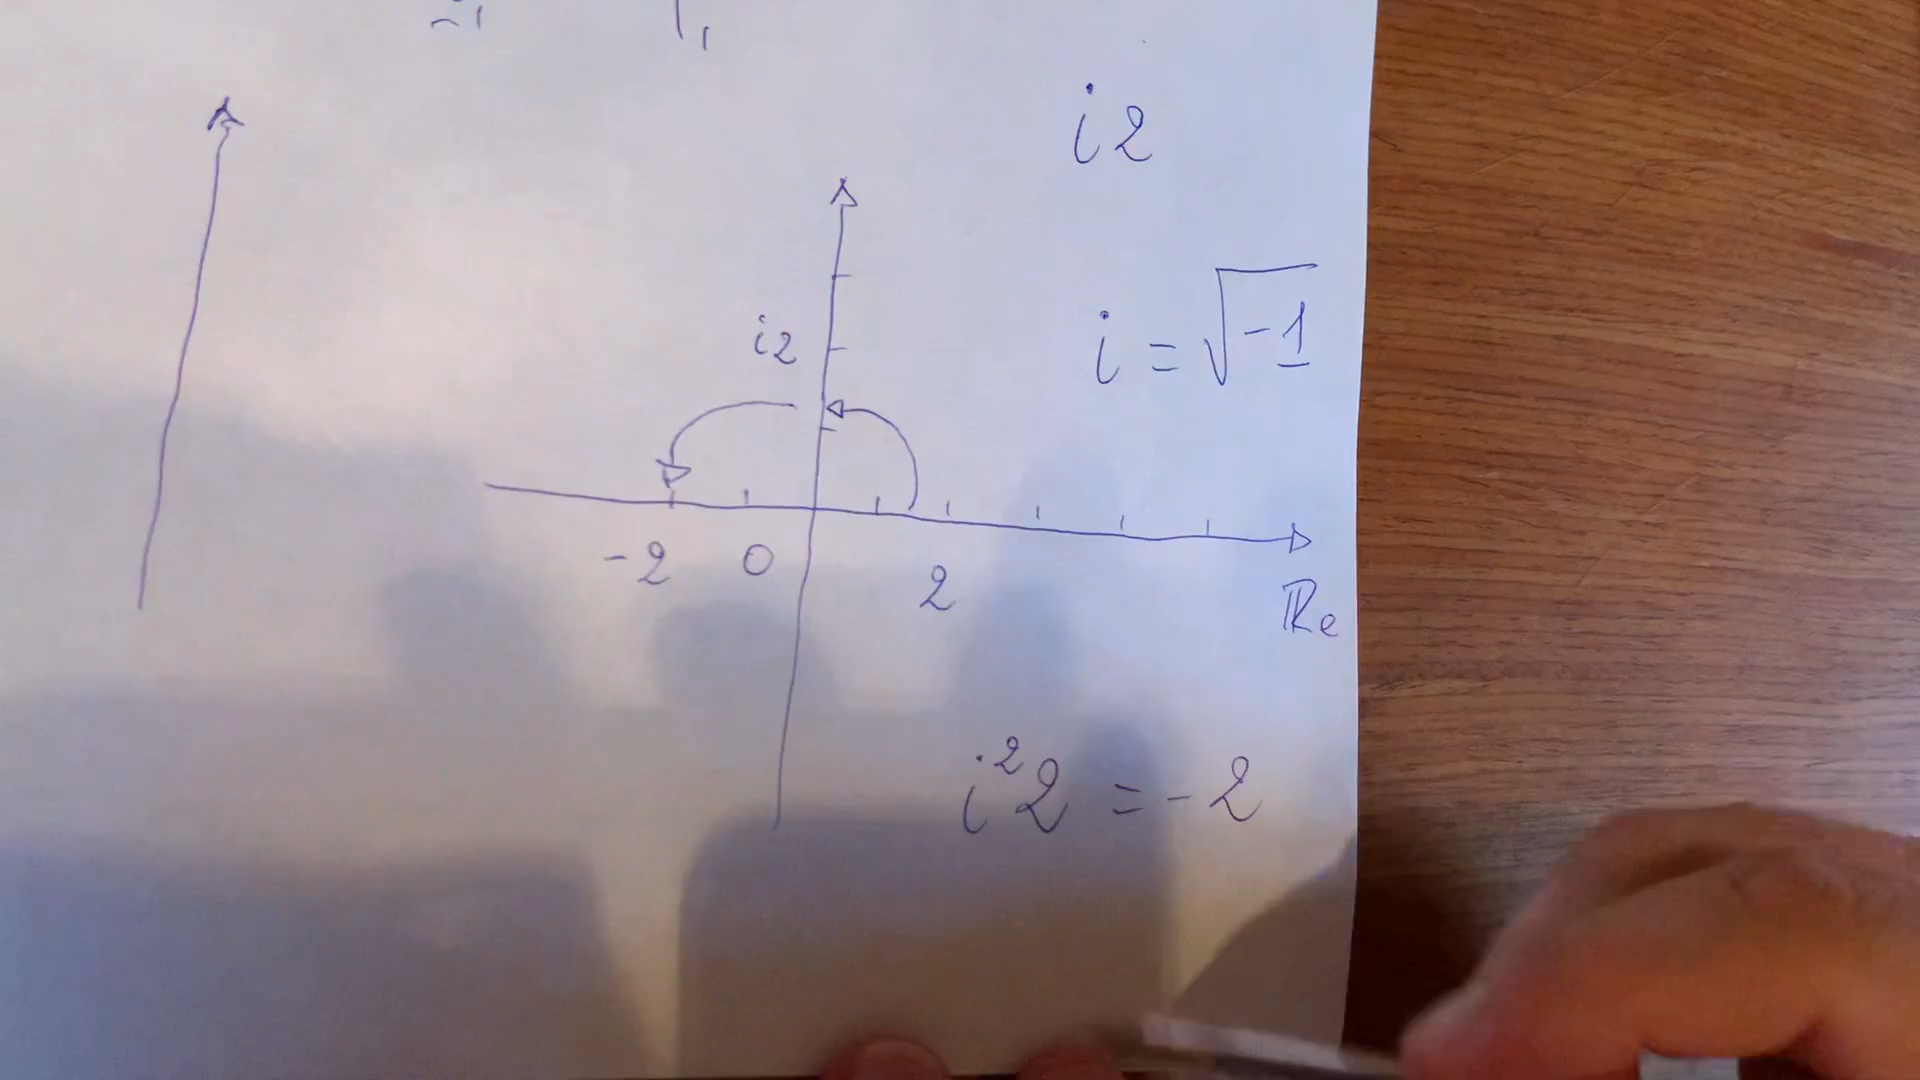 i2
i = √-1
i2
-2 0 2
Re
i²2 = -2